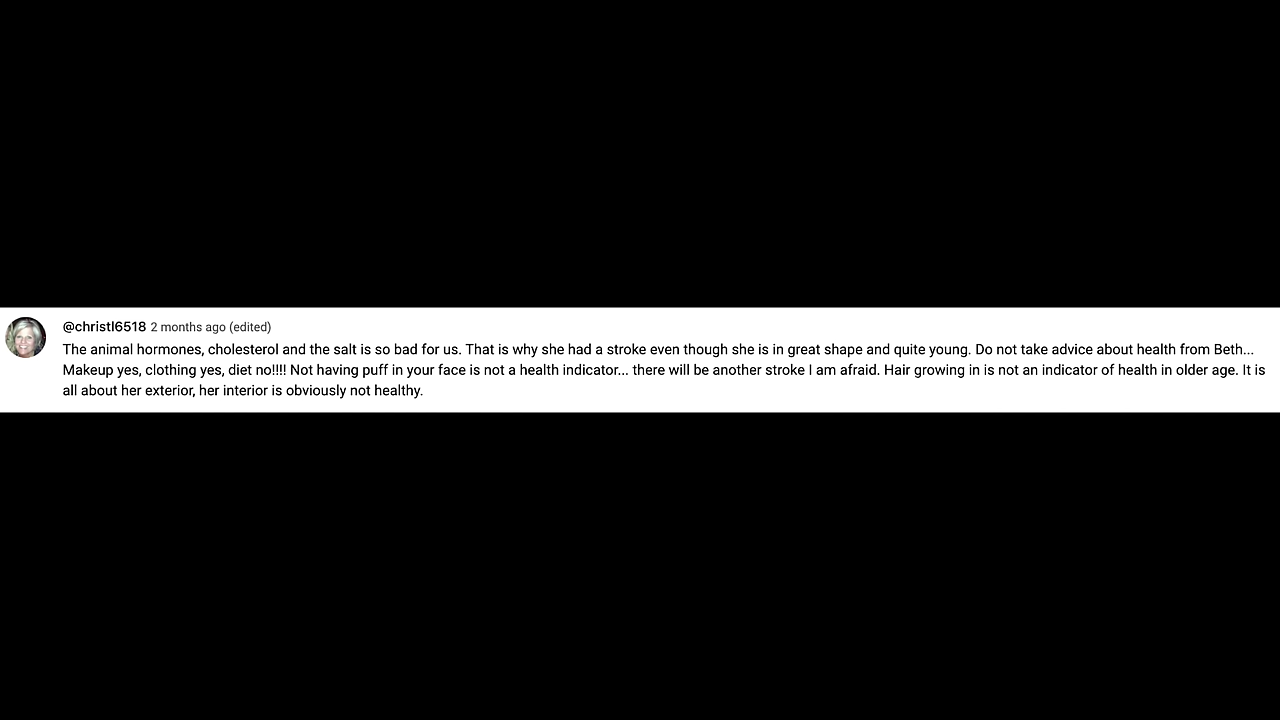 @christl6518 2 months ago (edited)
The animal hormones, cholesterol and the salt is so bad for us. That is why she had a stroke even though she is in great shape and quite young. Do not take advice about health from Beth...
Makeup yes, clothing yes, diet no!!!! Not having puff in your face is not a health indicator... there will be another stroke I am afraid. Hair growing in is not an indicator of health in older age. It is
all about her exterior, her interior is obviously not healthy.